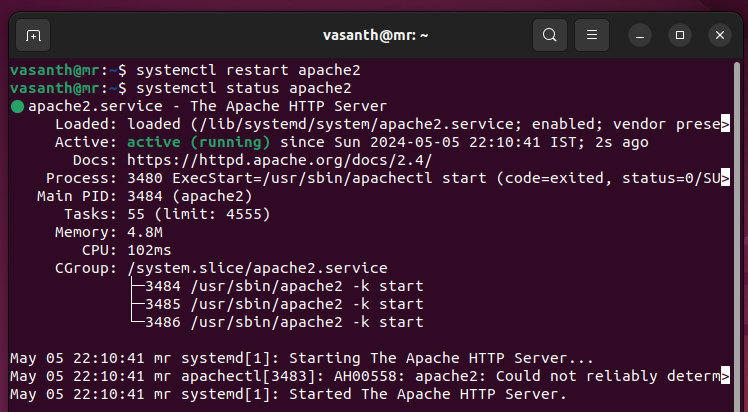 vasanth@mr: ~
vasanth@mr:~$ systemctl restart apache2
vasanth@mr:~$ systemctl status apache2
● apache2.service - The Apache HTTP Server
     Loaded: loaded (/lib/systemd/system/apache2.service; enabled; vendor prese>
     Active: active (running) since Sun 2024-05-05 22:10:41 IST; 2s ago
       Docs: https://httpd.apache.org/docs/2.4/
    Process: 3480 ExecStart=/usr/sbin/apachectl start (code=exited, status=0/SU>
   Main PID: 3484 (apache2)
      Tasks: 55 (limit: 4555)
     Memory: 4.8M
        CPU: 102ms
     CGroup: /system.slice/apache2.service
             ├─3484 /usr/sbin/apache2 -k start
             ├─3485 /usr/sbin/apache2 -k start
             └─3486 /usr/sbin/apache2 -k start
May 05 22:10:41 mr systemd[1]: Starting The Apache HTTP Server...
May 05 22:10:41 mr apachectl[3483]: AH00558: apache2: Could not reliably determ>
May 05 22:10:41 mr systemd[1]: Started The Apache HTTP Server.